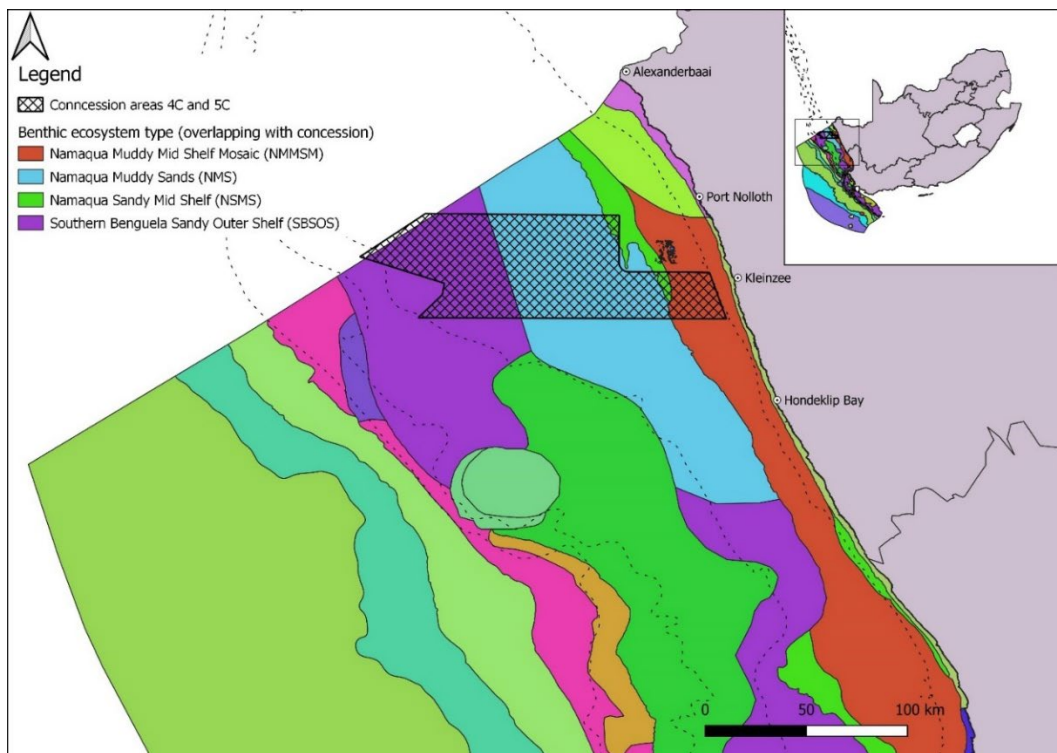 Legend
Conncession areas 4C and 5C
Benthic ecosystem type (overlapping with concession)
Namaqua Muddy Mid Shelf Mosaic (NMMSM)
Namaqua Muddy Sands (NMS)
Namaqua Sandy Mid Shelf (NSMS)
Southern Benguela Sandy Outer Shelf (SBSOS)
Alexanderbaai
Port Nolloth
Kleinzee
Hondeklip Bay
0 50 100 km